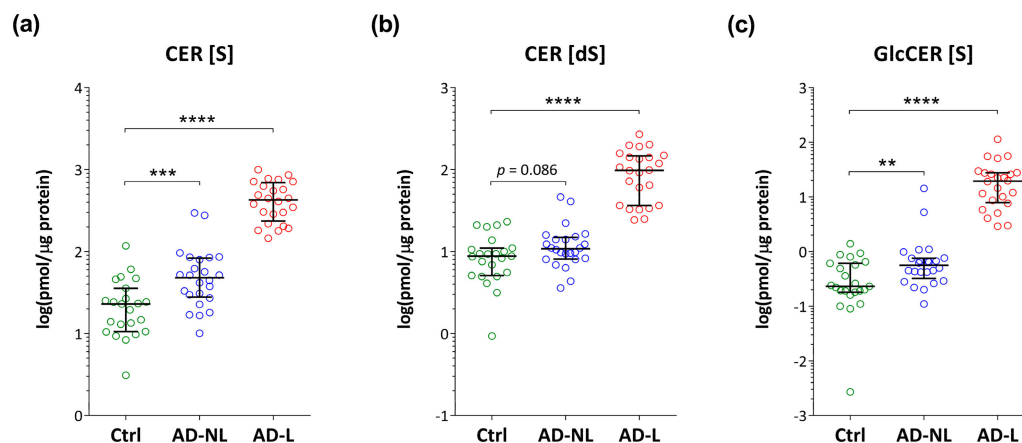 (a)
CER [S]
log(pmol/µg protein)
4
3
2
1
0
****
***
Ctrl AD-NL AD-L
(b)
CER [dS]
log(pmol/µg protein)
3
2
1
0
-1
****
p = 0.086
Ctrl AD-NL AD-L
(c)
GlcCER [S]
log(pmol/µg protein)
3
2
1
0
-1
-2
-3
****
**
Ctrl AD-NL AD-L